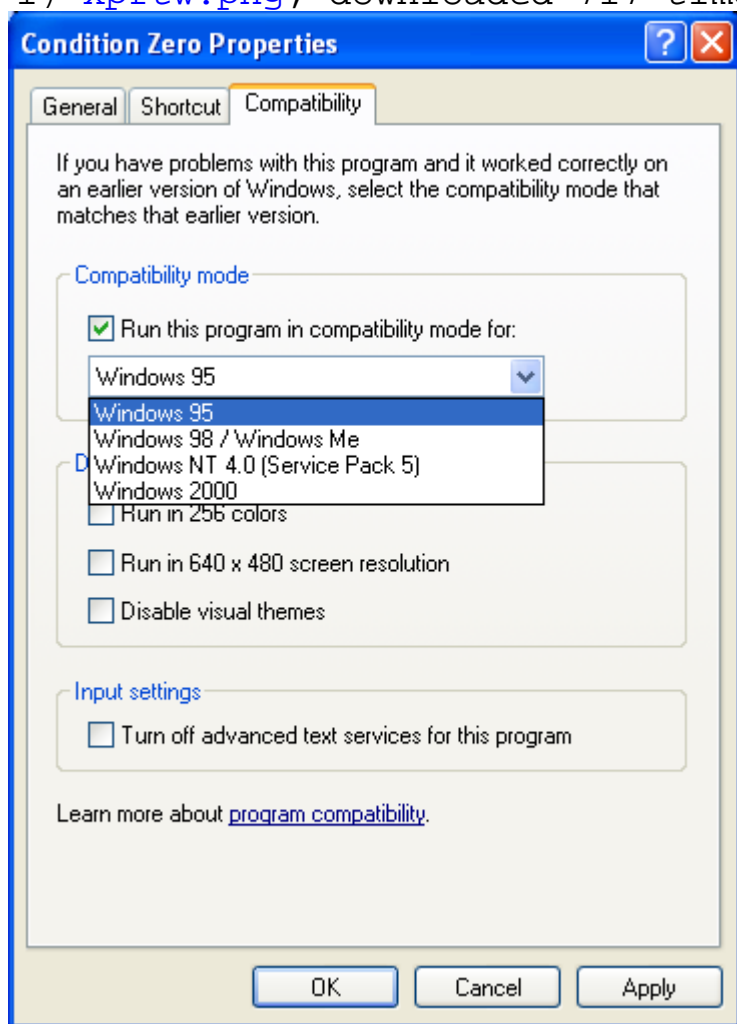 Condition Zero Properties
General Shortcut Compatibility
If you have problems with this program and it worked correctly on
an earlier version of Windows, select the compatibility mode that
matches that earlier version.
Compatibility mode
Run this program in compatibility mode for:
Windows 95
Windows 95
Windows 98 / Windows Me
Windows NT 4.0 (Service Pack 5)
Windows 2000
Run in 256 colors
Run in 640 x 480 screen resolution
Disable visual themes
Input settings
Turn off advanced text services for this program
Learn more about program compatibility.
OK Cancel Apply